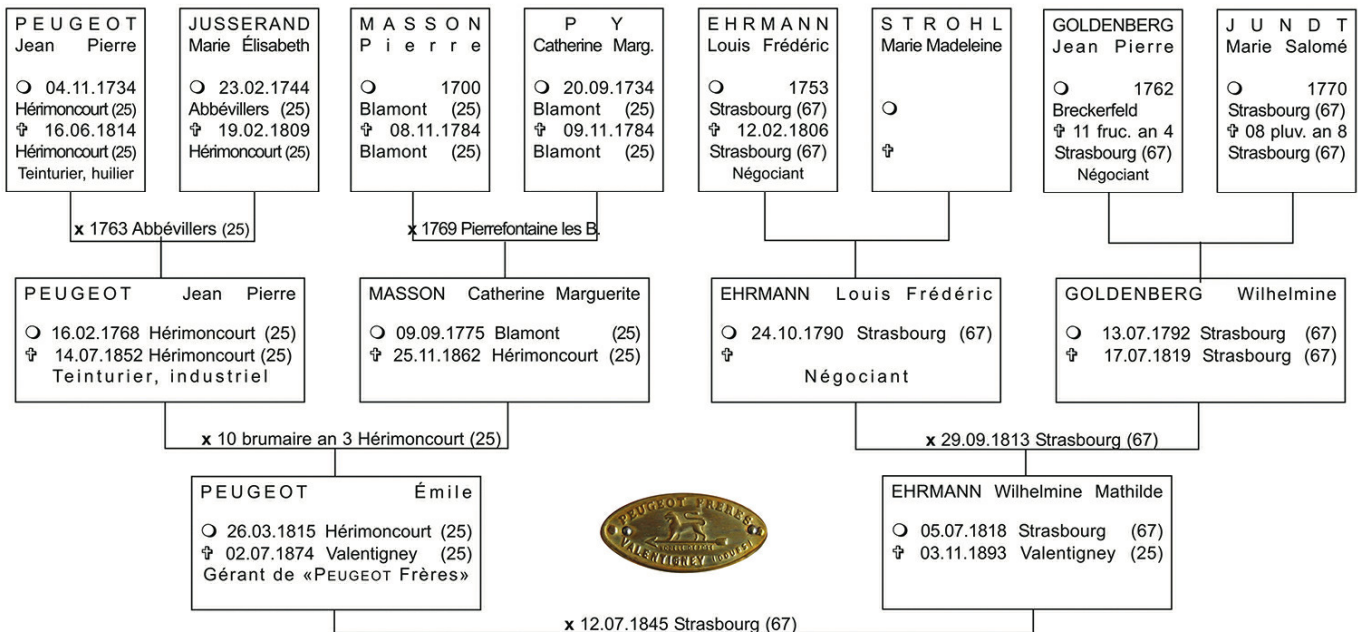 PEUGEOT
Jean Pierre
O 04.11.1734
Hérimoncourt (25)
✞ 16.06.1814
Hérimoncourt (25)
Teinturier, huilier
JUSSERAND
Marie Élisabeth
O 23.02.1744
Abbévillers (25)
✞ 19.02.1809
Hérimoncourt (25)
MASSON
Pierre
O 1700
Blamont (25)
✞ 08.11.1784
Blamont (25)
PY
Catherine Marg.
O 20.09.1734
Blamont (25)
✞ 09.11.1784
Blamont (25)
EHRMANN
Louis Frédéric
O 1753
Strasbourg (67)
✞ 12.02.1806
Strasbourg (67)
Négociant
STROHL
Marie Madeleine
O
✞
GOLDENBERG
Jean Pierre
O 1762
Breckerfeld
✞ 11 fruc. an 4
Strasbourg (67)
Négociant
JUNDT
Marie Salomé
O 1770
Strasbourg (67)
✞ 08 pluv. an 8
Strasbourg (67)
x 1763 Abbévillers (25)
x 1769 Pierrefontaine les B.
PEUGEOT Jean Pierre
O 16.02.1768 Hérimoncourt (25)
✞ 14.07.1852 Hérimoncourt (25)
Teinturier, industriel
MASSON Catherine Marguerite
O 09.09.1775 Blamont (25)
✞ 25.11.1862 Hérimoncourt (25)
EHRMANN Louis Frédéric
O 24.10.1790 Strasbourg (67)
✞
Négociant
GOLDENBERG Wilhelmine
O 13.07.1792 Strasbourg (67)
✞ 17.07.1819 Strasbourg (67)
x 10 brumaire an 3 Hérimoncourt (25)
x 29.09.1813 Strasbourg (67)
PEUGEOT Émile
O 26.03.1815 Hérimoncourt (25)
✞ 02.07.1874 Valentigney (25)
Gérant de «PEUGEOT Frères»
PEUGEOT FRERES
VALENTIGNEY (DOUBS)
EHRMANN Wilhelmine Mathilde
O 05.07.1818 Strasbourg (67)
✞ 03.11.1893 Valentigney (25)
x 12.07.1845 Strasbourg (67)